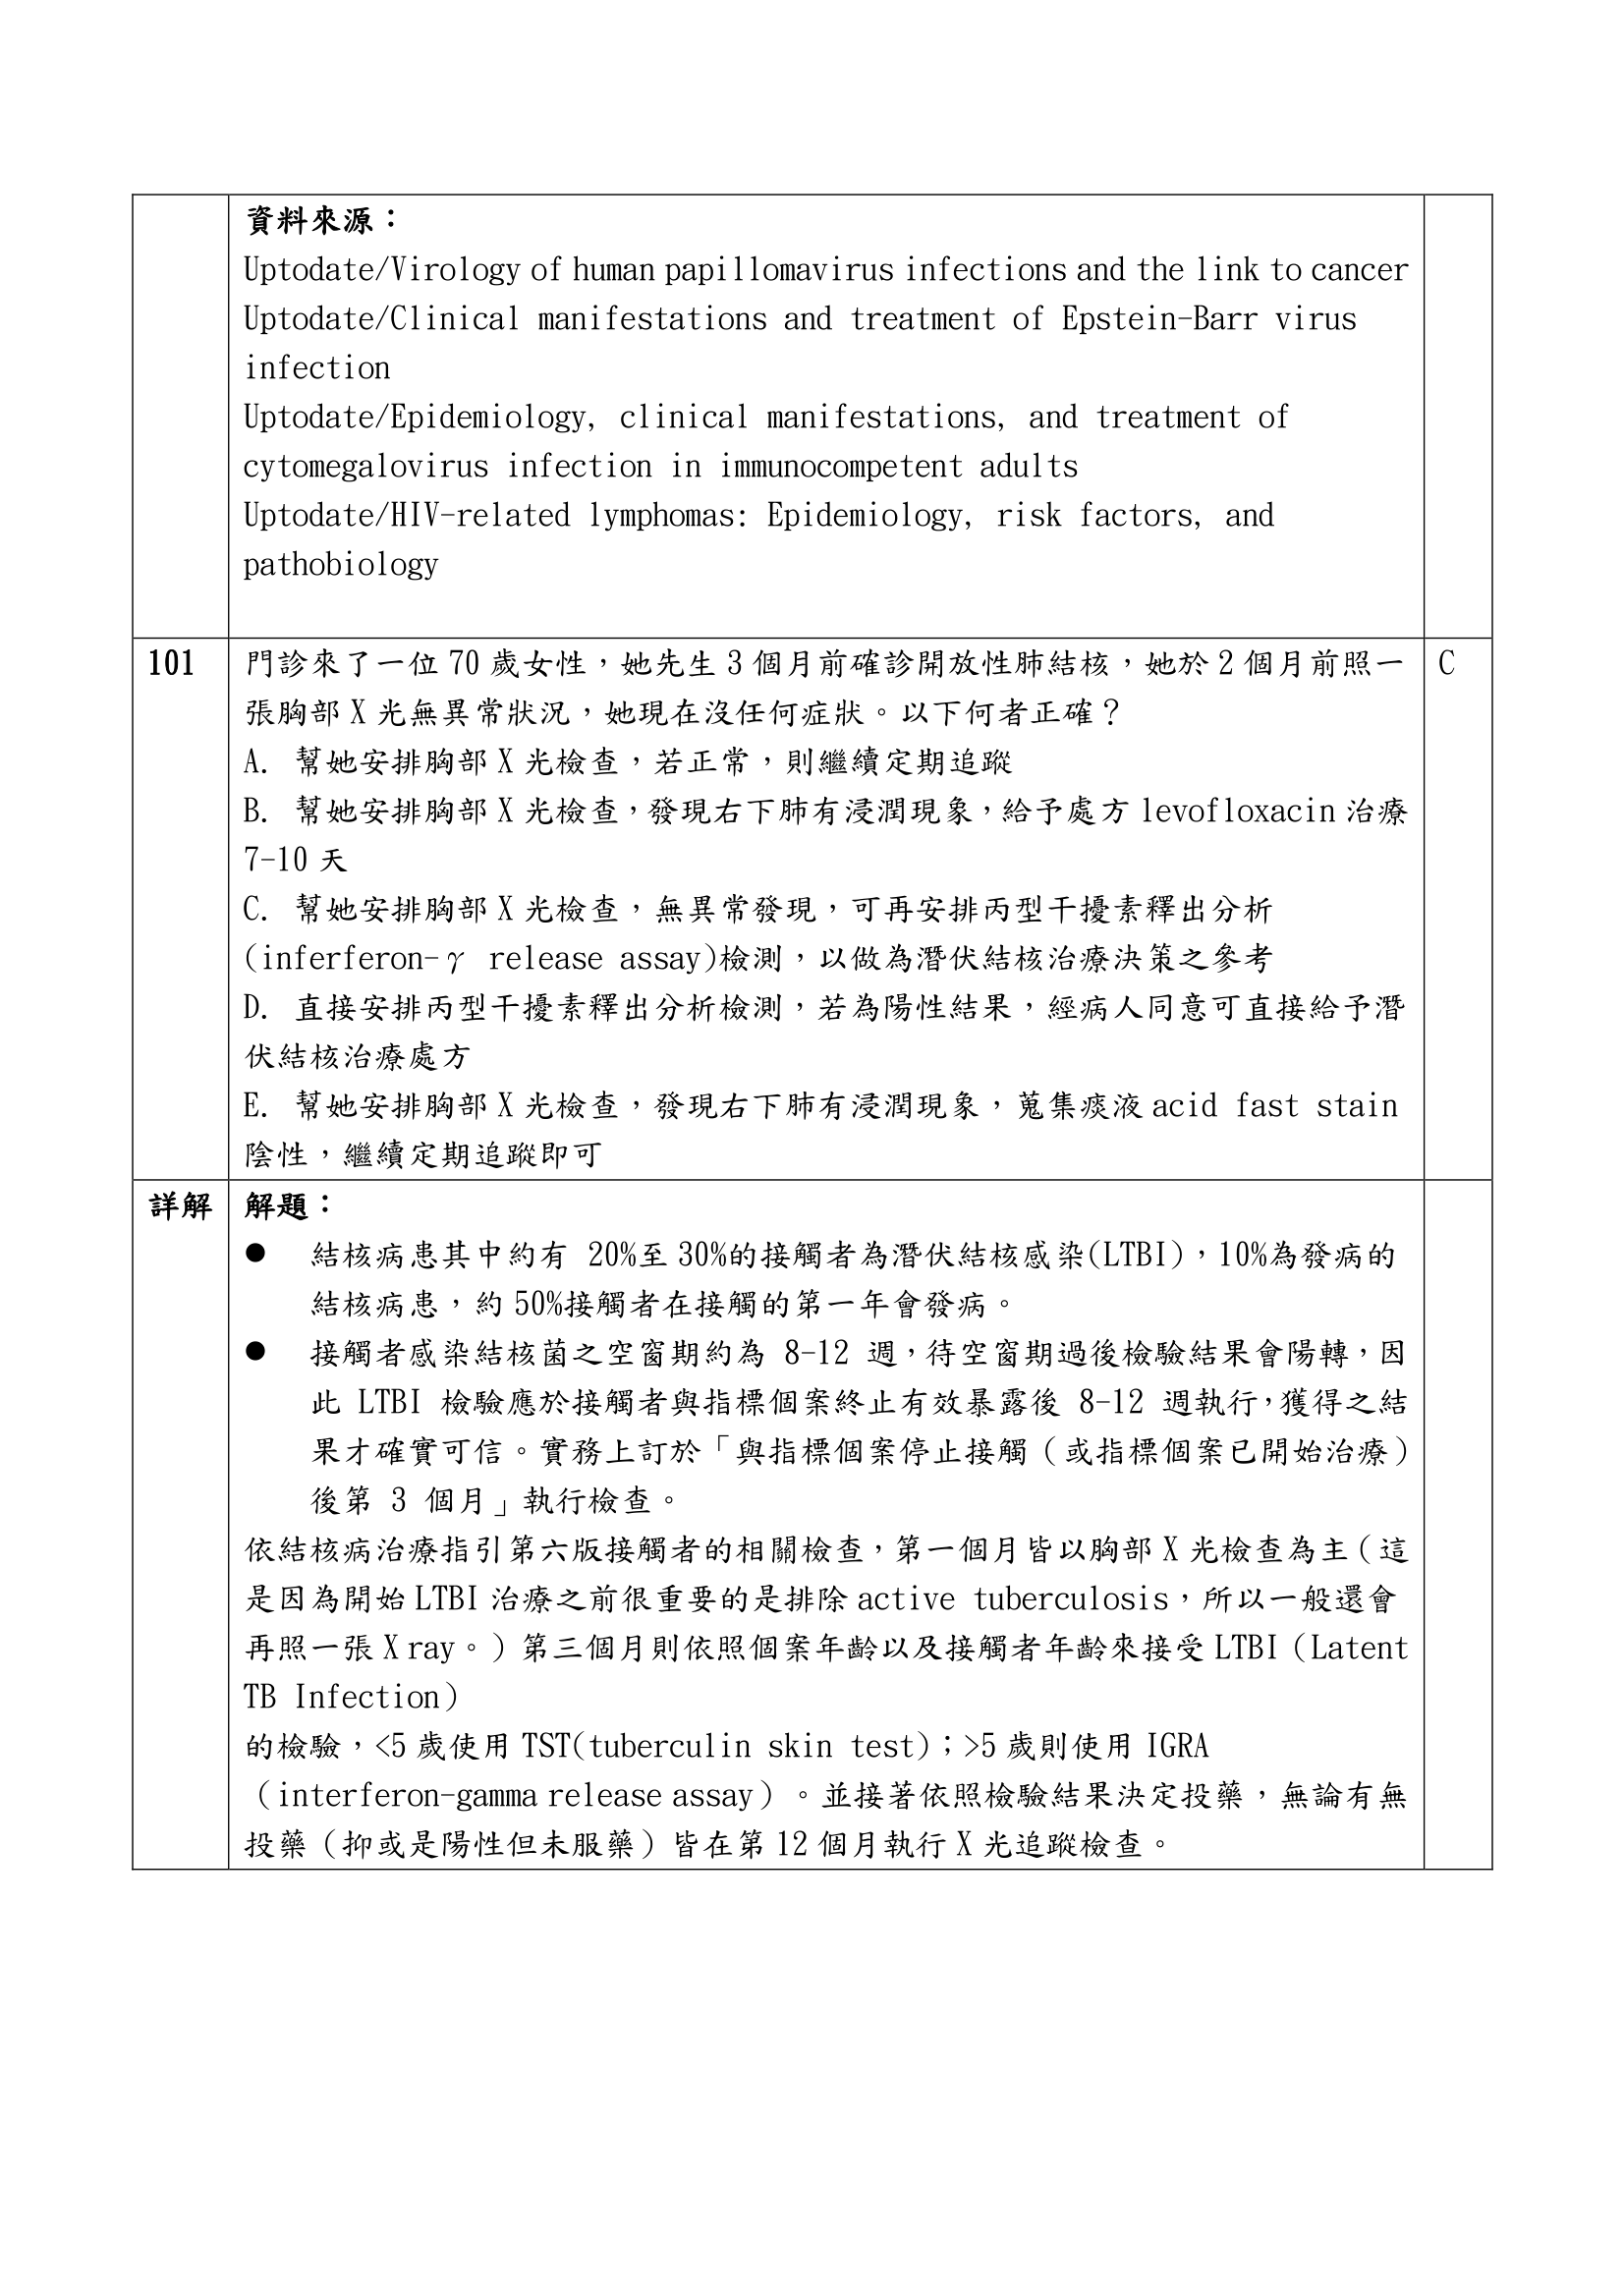 資料來源：
Uptodate/Virology of human papillomavirus infections and the link to cancer
Uptodate/Clinical manifestations and treatment of Epstein-Barr virus
infection
Uptodate/Epidemiology, clinical manifestations, and treatment of
cytomegalovirus infection in immunocompetent adults
Uptodate/HIV-related lymphomas: Epidemiology, risk factors, and
pathobiology
101 門診來了一位 70 歲女性，她先生 3 個月前確診開放性肺結核，她於 2 個月前照一 C
張胸部 X 光無異常狀況，她現在沒任何症狀。以下何者正確？
A. 幫她安排胸部 X 光檢查，若正常，則繼續定期追蹤
B. 幫她安排胸部 X 光檢查，發現右下肺有浸潤現象，給予處方 levofloxacin 治療
7-10 天
C. 幫她安排胸部 X 光檢查，無異常發現，可再安排丙型干擾素釋出分析
(inferferon-γ release assay)檢測，以做為潛伏結核治療決策之參考
D. 直接安排丙型干擾素釋出分析檢測，若為陽性結果，經病人同意可直接給予潛
伏結核治療處方
E. 幫她安排胸部 X 光檢查，發現右下肺有浸潤現象，蒐集痰液 acid fast stain
陰性，繼續定期追蹤即可
詳解 解題：
● 結核病患其中約有 20%至 30%的接觸者為潛伏結核感染(LTBI)，10%為發病的
結核病患，約 50%接觸者在接觸的第一年會發病。
● 接觸者感染結核菌之空窗期約為 8-12 週，待空窗期過後檢驗結果會陽轉，因
此 LTBI 檢驗應於接觸者與指標個案終止有效暴露後 8-12 週執行，獲得之結
果才確實可信。實務上訂於「與指標個案停止接觸（或指標個案已開始治療）
後第 3 個月」執行檢查。
依結核病治療指引第六版接觸者的相關檢查，第一個月皆以胸部 X 光檢查為主（這
是因為開始 LTBI 治療之前很重要的是排除 active tuberculosis，所以一般還會
再照一張 X ray。）第三個月則依照個案年齡以及接觸者年齡來接受 LTBI（Latent
TB Infection）
的檢驗，<5 歲使用 TST(tuberculin skin test)；>5 歲則使用 IGRA
（interferon-gamma release assay）。並接著依照檢驗結果決定投藥，無論有無
投藥（抑或是陽性但未服藥）皆在第 12 個月執行 X 光追蹤檢查。